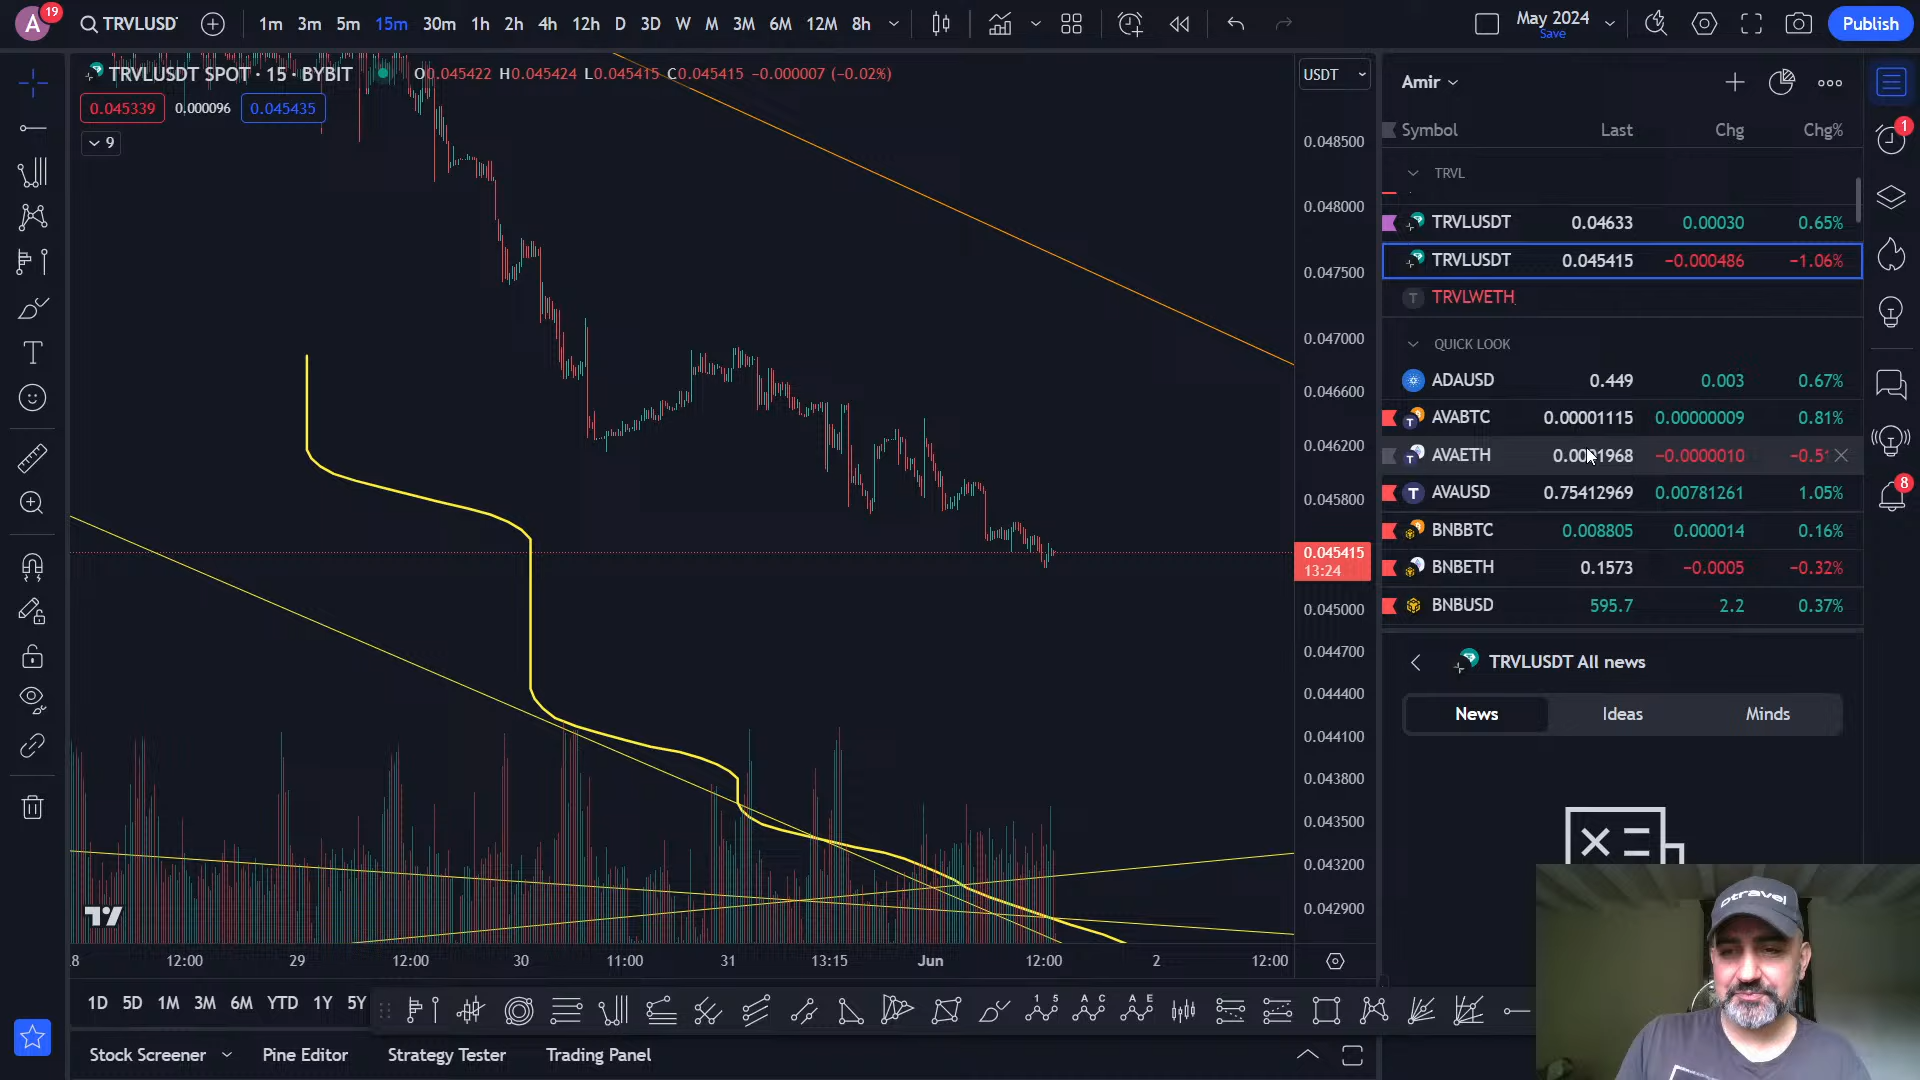 A 19 TRVLUSDT 1m 3m 5m 15m 30m 1h 2h 4h 12h D 3D W M 3M 6M 12M 8h May 2024 Save Publish
TRVLUSDT SPOT · 15 · BYBIT O0.045422 H0.045424 L0.045415 C0.045415 −0.000007 (−0.02%)
0.045339 0.000096 0.045435
9
USDT
0.048500
0.048000
0.047500
0.047000
0.046600
0.046200
0.045800
0.045415
13:24
0.045000
0.044700
0.044400
0.044100
0.043800
0.043500
0.043200
0.042900
8 12:00 29 12:00 30 11:00 31 13:15 Jun 12:00 2 12:00
1D 5D 1M 3M 6M YTD 1Y 5Y
Stock Screener Pine Editor Strategy Tester Trading Panel
Amir
Symbol Last Chg Chg%
TRVL
TRVLUSDT 0.04633 0.00030 0.65%
TRVLUSDT 0.045415 −0.000486 −1.06%
TRVLWETH
QUICK LOOK
ADAUSD 0.449 0.003 0.67%
AVABTC 0.00001115 0.00000009 0.81%
AVAETH −0.0000010
AVAUSD 0.75412969 0.00781261 1.05%
BNBBTC 0.008805 0.000014 0.16%
BNBETH 0.1573 −0.0005 −0.32%
BNBUSD 595.7 2.2 0.37%
TRVLUSDT All news
News Ideas Minds
1
8